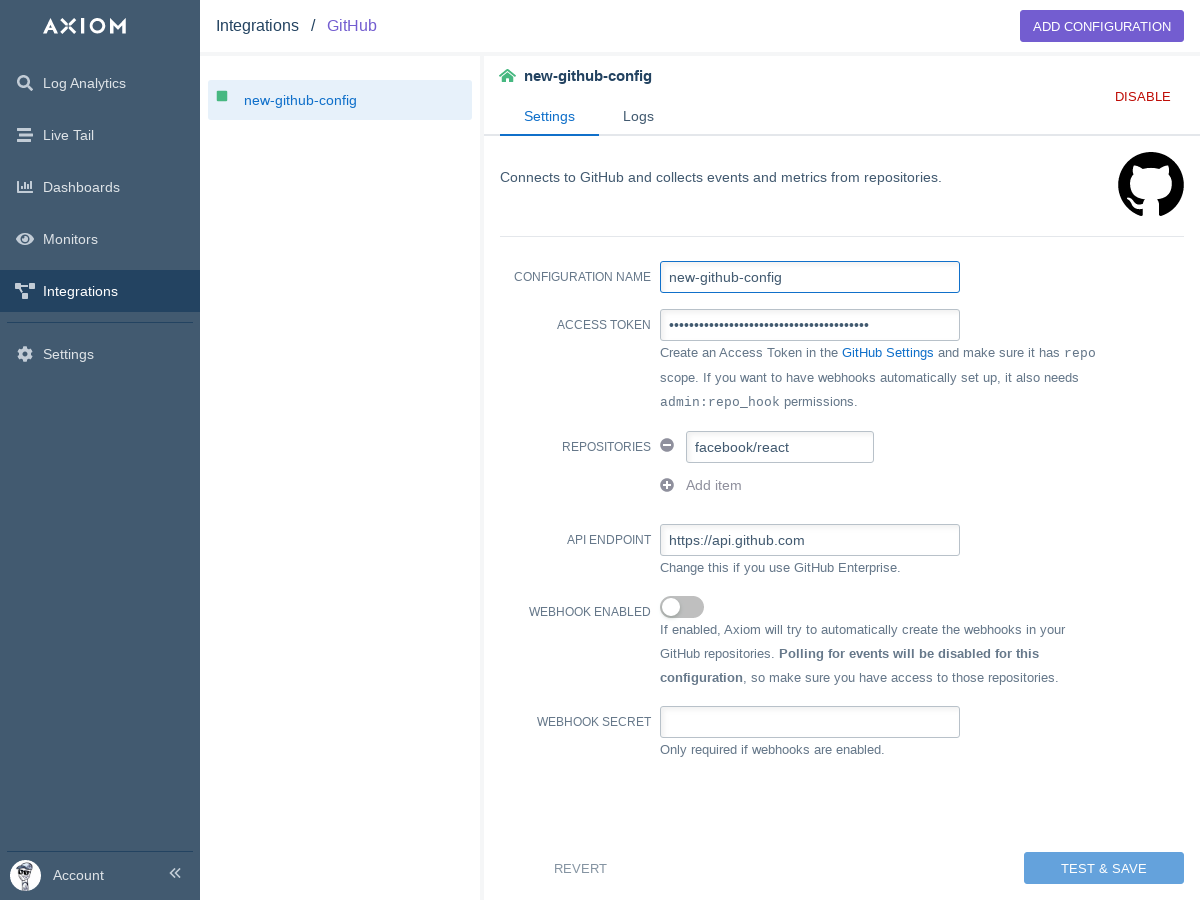 AXIOM
Log Analytics
Live Tail
Dashboards
Monitors
Integrations
Settings
Account
Integrations / GitHub
ADD CONFIGURATION
new-github-config
new-github-config
DISABLE
Settings Logs
Connects to GitHub and collects events and metrics from repositories.
CONFIGURATION NAME new-github-config
ACCESS TOKEN ••••••••••••••••••••••••••••••••••••••••
Create an Access Token in the GitHub Settings and make sure it has repo
scope. If you want to have webhooks automatically set up, it also needs
admin:repo_hook permissions.
REPOSITORIES facebook/react
Add item
API ENDPOINT https://api.github.com
Change this if you use GitHub Enterprise.
WEBHOOK ENABLED
If enabled, Axiom will try to automatically create the webhooks in your
GitHub repositories. Polling for events will be disabled for this
configuration, so make sure you have access to those repositories.
WEBHOOK SECRET
Only required if webhooks are enabled.
REVERT TEST & SAVE